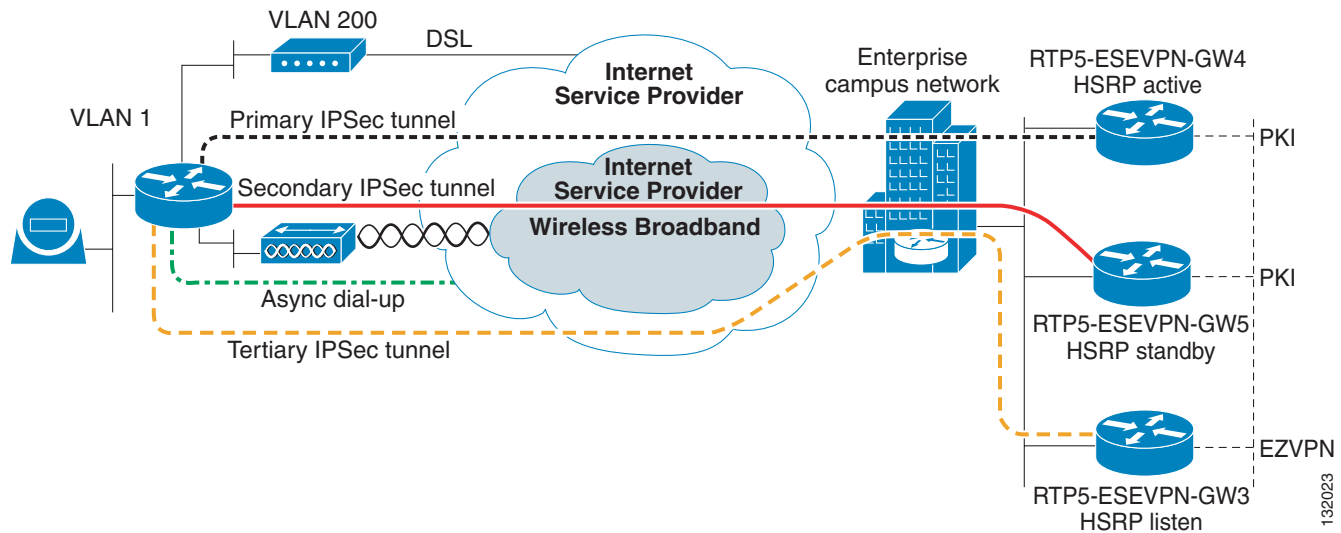 VLAN 200
DSL
VLAN 1
Internet
Service Provider
Enterprise
campus network
RTP5-ESEVPN-GW4
HSRP active
Primary IPSec tunnel
PKI
Secondary IPSec tunnel
Internet
Service Provider
Wireless Broadband
Async dial-up
PKI
RTP5-ESEVPN-GW5
HSRP standby
Tertiary IPSec tunnel
EZVPN
RTP5-ESEVPN-GW3
HSRP listen
132023